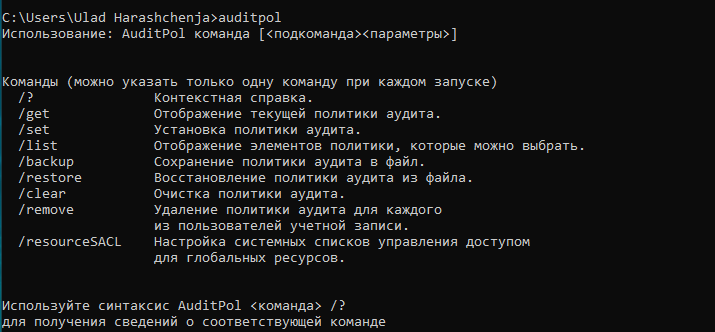 C:\Users\Ulad Harashchenja>auditpol
Использование: AuditPol команда [<подкоманда><параметры>]
Команды (можно указать только одну команду при каждом запуске)
/? Контекстная справка.
/get Отображение текущей политики аудита.
/set Установка политики аудита.
/list Отображение элементов политики, которые можно выбрать.
/backup Сохранение политики аудита в файл.
/restore Восстановление политики аудита из файла.
/clear Очистка политики аудита.
/remove Удаление политики аудита для каждого
из пользователей учетной записи.
/resourceSACL Настройка системных списков управления доступом
для глобальных ресурсов.
Используйте синтаксис AuditPol <команда> /?
для получения сведений о соответствующей команде